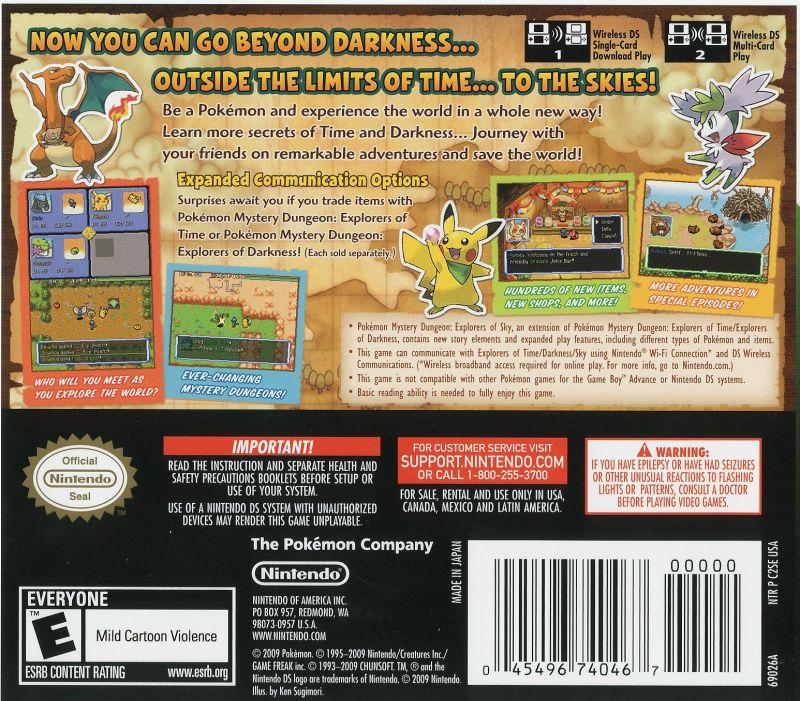 NOW YOU CAN GO BEYOND DARKNESS...
OUTSIDE THE LIMITS OF TIME... TO THE SKIES!
1
Wireless DS
Single-Card
Download Play
2
Wireless DS
Multi-Card
Play
Be a Pokémon and experience the world in a whole new way!
Learn more secrets of Time and Darkness... Journey with
your friends on remarkable adventures and save the world!
Expanded Communication Options
Surprises await you if you trade items with
Pokémon Mystery Dungeon: Explorers of
Time or Pokémon Mystery Dungeon:
Explorers of Darkness! (Each sold separately.)
Order
Info
Cancel
WHO WILL YOU MEET AS
YOU EXPLORE THE WORLD?
EVER-CHANGING
MYSTERY DUNGEONS!
HUNDREDS OF NEW ITEMS,
NEW SHOPS, AND MORE!
MORE ADVENTURES IN
SPECIAL EPISODES!
• Pokémon Mystery Dungeon: Explorers of Sky, an extension of Pokémon Mystery Dungeon: Explorers of Time/Explorers
of Darkness, contains new story elements and expanded play features, including different types of Pokémon and items.
• This game can communicate with Explorers of Time/Darkness/Sky using Nintendo® Wi-Fi Connection* and DS Wireless
Communications. (*Wireless broadband access required for online play. For more info, go to Nintendo.com.)
• This game is not compatible with other Pokémon games for the Game Boy® Advance or Nintendo DS systems.
• Basic reading ability is needed to fully enjoy this game.
Official
Nintendo
Seal
TM
IMPORTANT!
READ THE INSTRUCTION AND SEPARATE HEALTH AND
SAFETY PRECAUTIONS BOOKLETS BEFORE SETUP OR
USE OF YOUR SYSTEM.
USE OF A NINTENDO DS SYSTEM WITH UNAUTHORIZED
DEVICES MAY RENDER THIS GAME UNPLAYABLE.
FOR CUSTOMER SERVICE VISIT
SUPPORT.NINTENDO.COM
OR CALL 1-800-255-3700
FOR SALE, RENTAL AND USE ONLY IN USA,
CANADA, MEXICO AND LATIN AMERICA.
WARNING:
IF YOU HAVE EPILEPSY OR HAVE HAD SEIZURES
OR OTHER UNUSUAL REACTIONS TO FLASHING
LIGHTS OR PATTERNS, CONSULT A DOCTOR
BEFORE PLAYING VIDEO GAMES.
The Pokémon Company
Nintendo®
NINTENDO OF AMERICA INC.
PO BOX 957, REDMOND, WA
98073-0957 U.S.A.
WWW.NINTENDO.COM
© 2009 Pokémon. © 1995–2009 Nintendo/Creatures Inc./
GAME FREAK inc. © 1993–2009 CHUNSOFT. TM, ® and the
Nintendo DS logo are trademarks of Nintendo. © 2009 Nintendo.
Illus. by Ken Sugimori.
EVERYONE
TM
E
Mild Cartoon Violence
ESRB CONTENT RATING www.esrb.org
MADE IN JAPAN
00000
0 45496 74046 7
NTR P C2SE USA
69026A